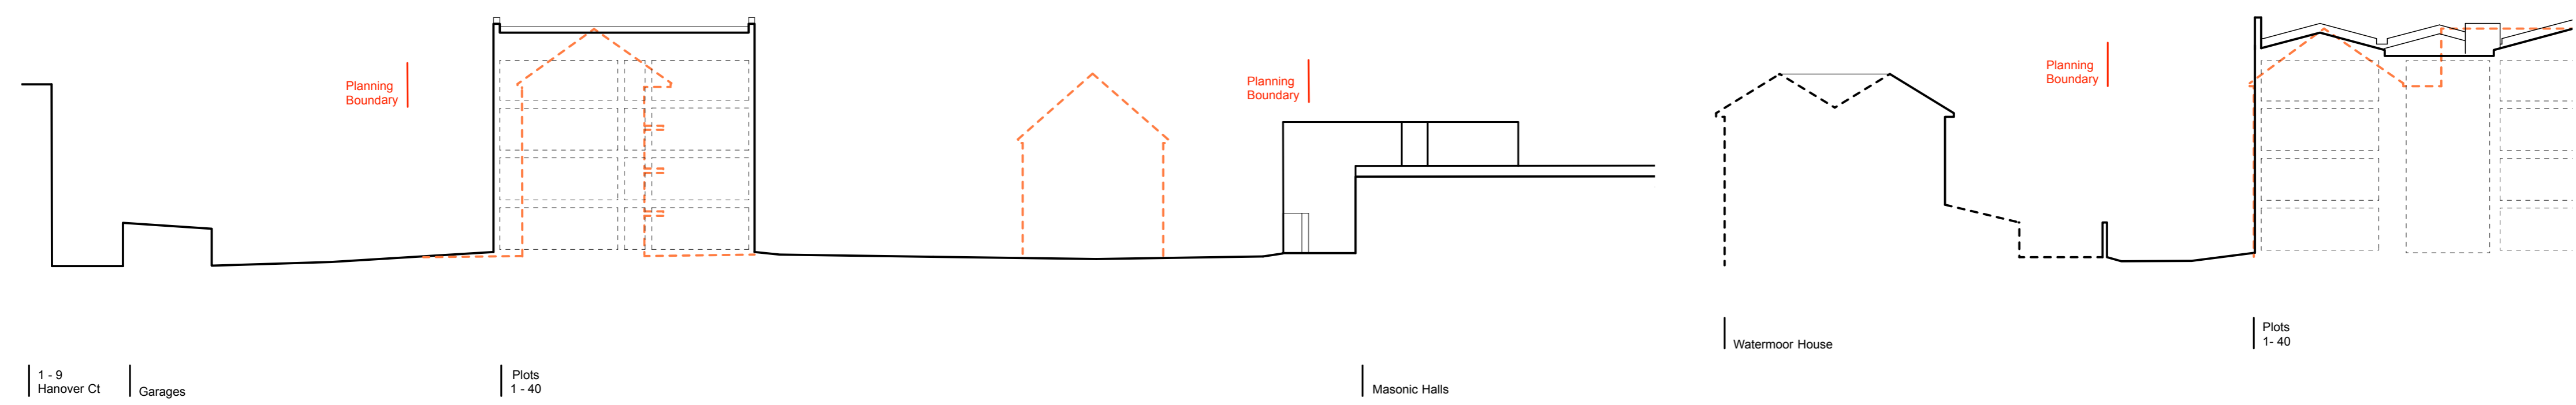 Planning
Boundary
Planning
Boundary
Planning
Boundary
1 - 9
Hanover Ct
Garages
Plots
1 - 40
Masonic Halls
Watermoor House
Plots
1- 40